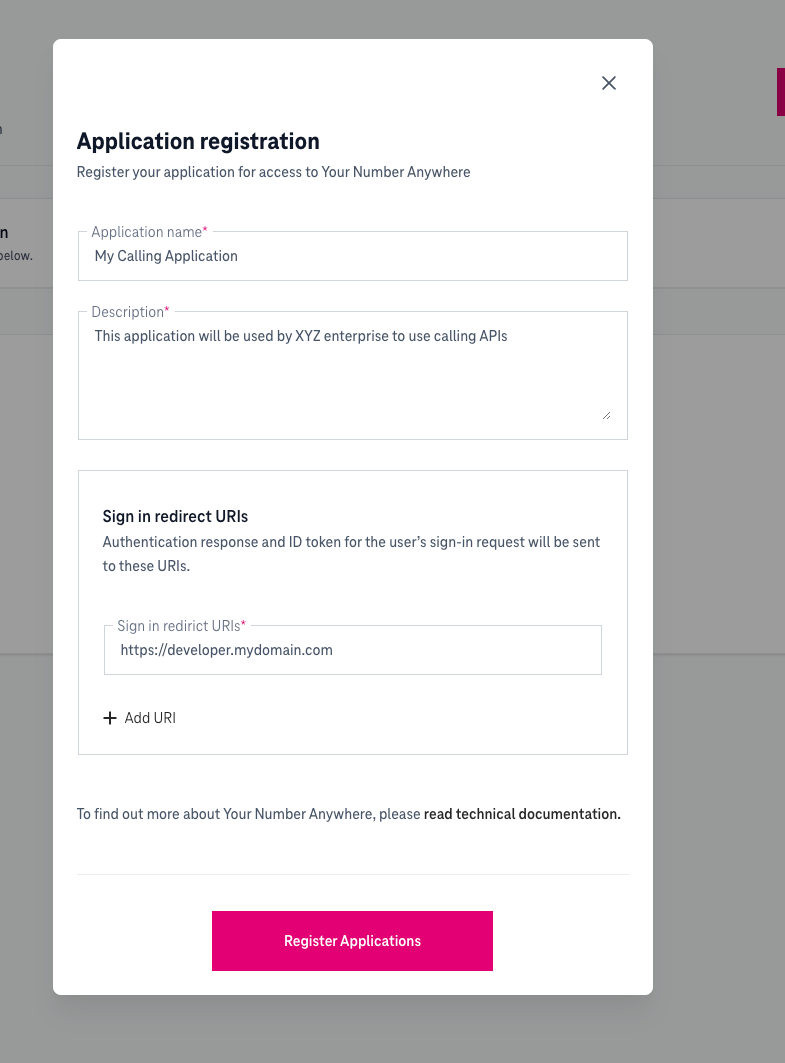 Application registration
Register your application for access to Your Number Anywhere
n
n
below.
Application name*
My Calling Application
Description*
This application will be used by XYZ enterprise to use calling APIs
Sign in redirect URIs
Authentication response and ID token for the user’s sign-in request will be sent
to these URIs.
Sign in redirict URIs*
https://developer.mydomain.com
Add URI
To find out more about Your Number Anywhere, please read technical documentation.
Register Applications